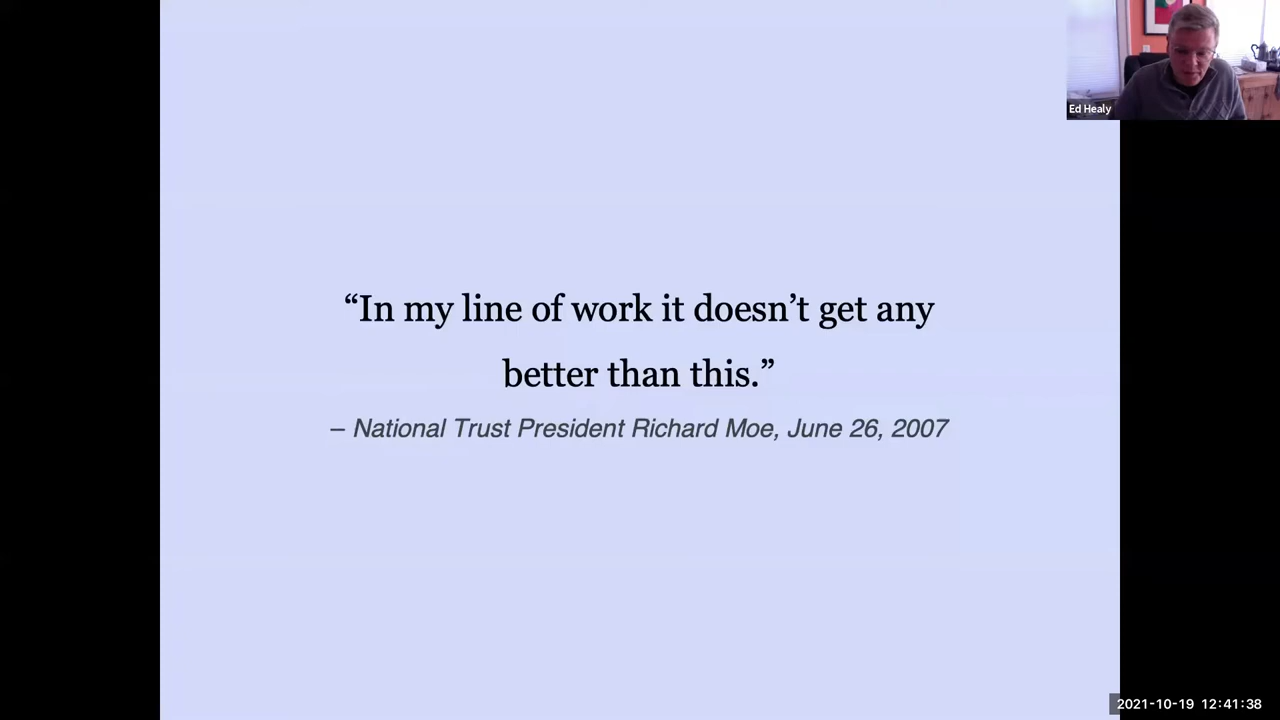 Ed Healy
“In my line of work it doesn’t get any
better than this.”
– National Trust President Richard Moe, June 26, 2007
2021-10-19 12:41:38